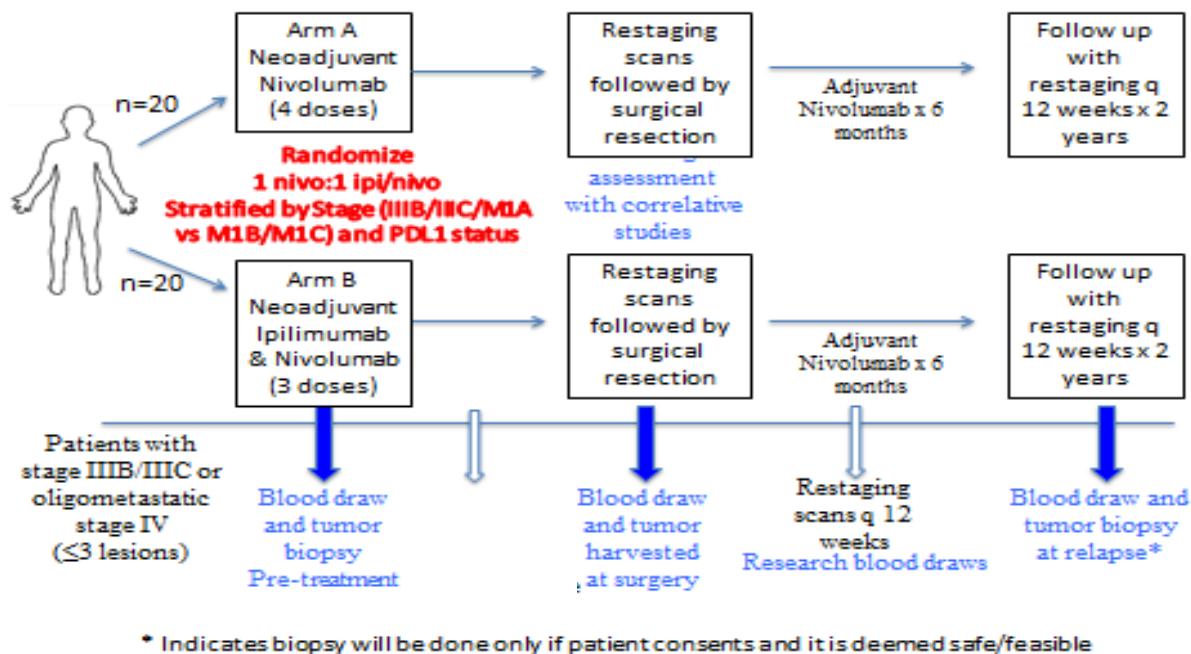 n=20
Arm A
Neoadjuvant
Nivolumab
(4 doses)
Restaging
scans
followed by
surgical
resection
Adjuvant
Nivolumab x 6
months
Follow up
with
restaging q
12 weeks x 2
years
Randomize
1 nivo:1 ipi/nivo
Stratified by Stage (IIIB/IIIC/M1A
vs M1B/M1C) and PDL1 status
assessment
with correlative
studies
n=20
Arm B
Neoadjuvant
Ipilimumab
& Nivolumab
(3 doses)
Restaging
scans
followed by
surgical
resection
Adjuvant
Nivolumab x 6
months
Follow up
with
restaging q
12 weeks x 2
years
Patients with
stage IIIB/IIIC or
oligometastatic
stage IV
(≤3 lesions)
Blood draw
and tumor
biopsy
Pre-treatment
Blood draw
and tumor
harvested
at surgery
Restaging
scans q 12
weeks
Research blood draws
Blood draw and
tumor biopsy
at relapse*
* Indicates biopsy will be done only if patient consents and it is deemed safe/feasible